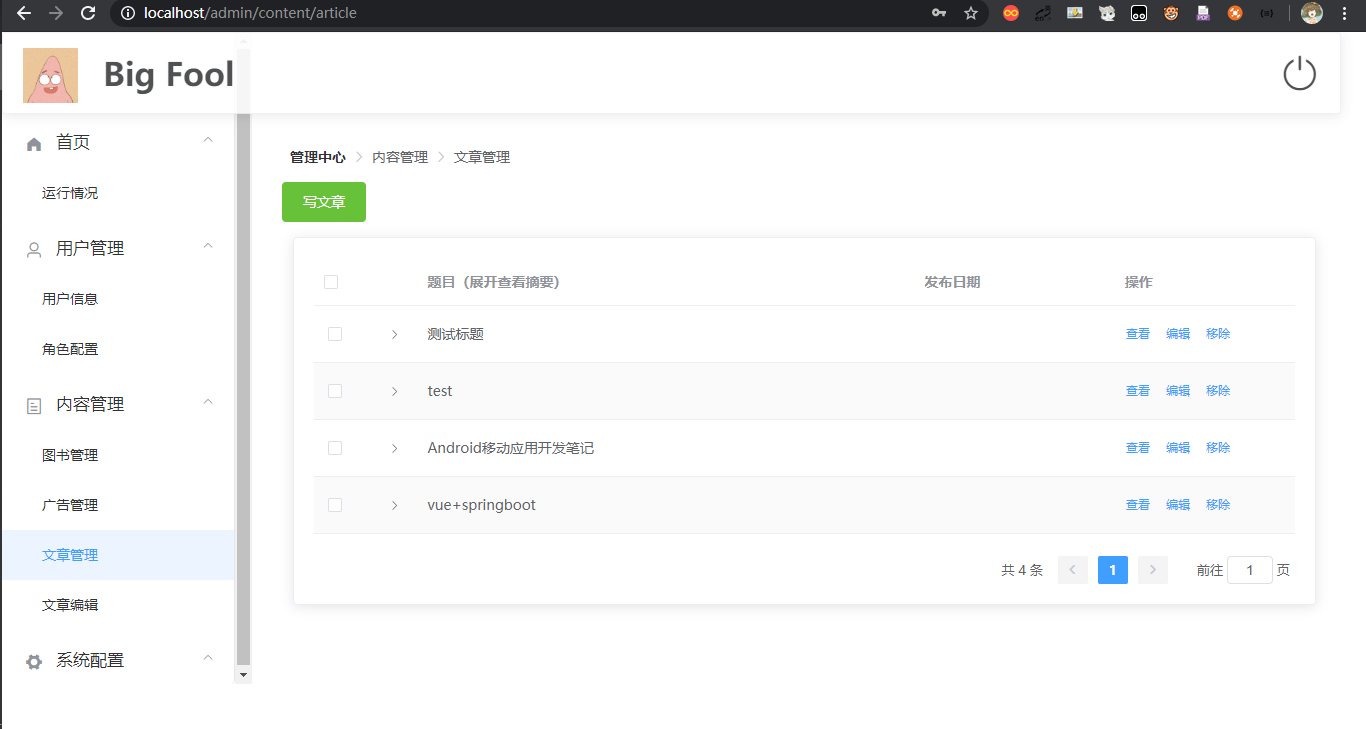 localhost/admin/content/article
Big Fool
首页
运行情况
用户管理
用户信息
角色配置
内容管理
图书管理
广告管理
文章管理
文章编辑
系统配置
管理中心 > 内容管理 > 文章管理
写文章
题目（展开查看摘要） 发布日期 操作
测试标题 查看 编辑 移除
test 查看 编辑 移除
Android移动应用开发笔记 查看 编辑 移除
vue+springboot 查看 编辑 移除
共 4 条 < 1 > 前往 1 页